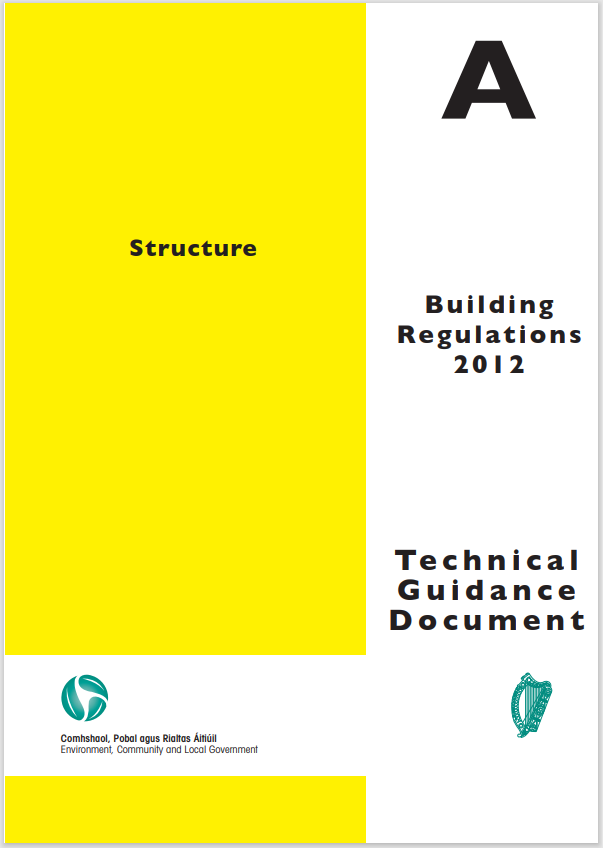 A
Structure
Building
Regulations
2012
Technical
Guidance
Document
Comhshaol, Pobal agus Rialtas Áitiúil
Environment, Community and Local Government